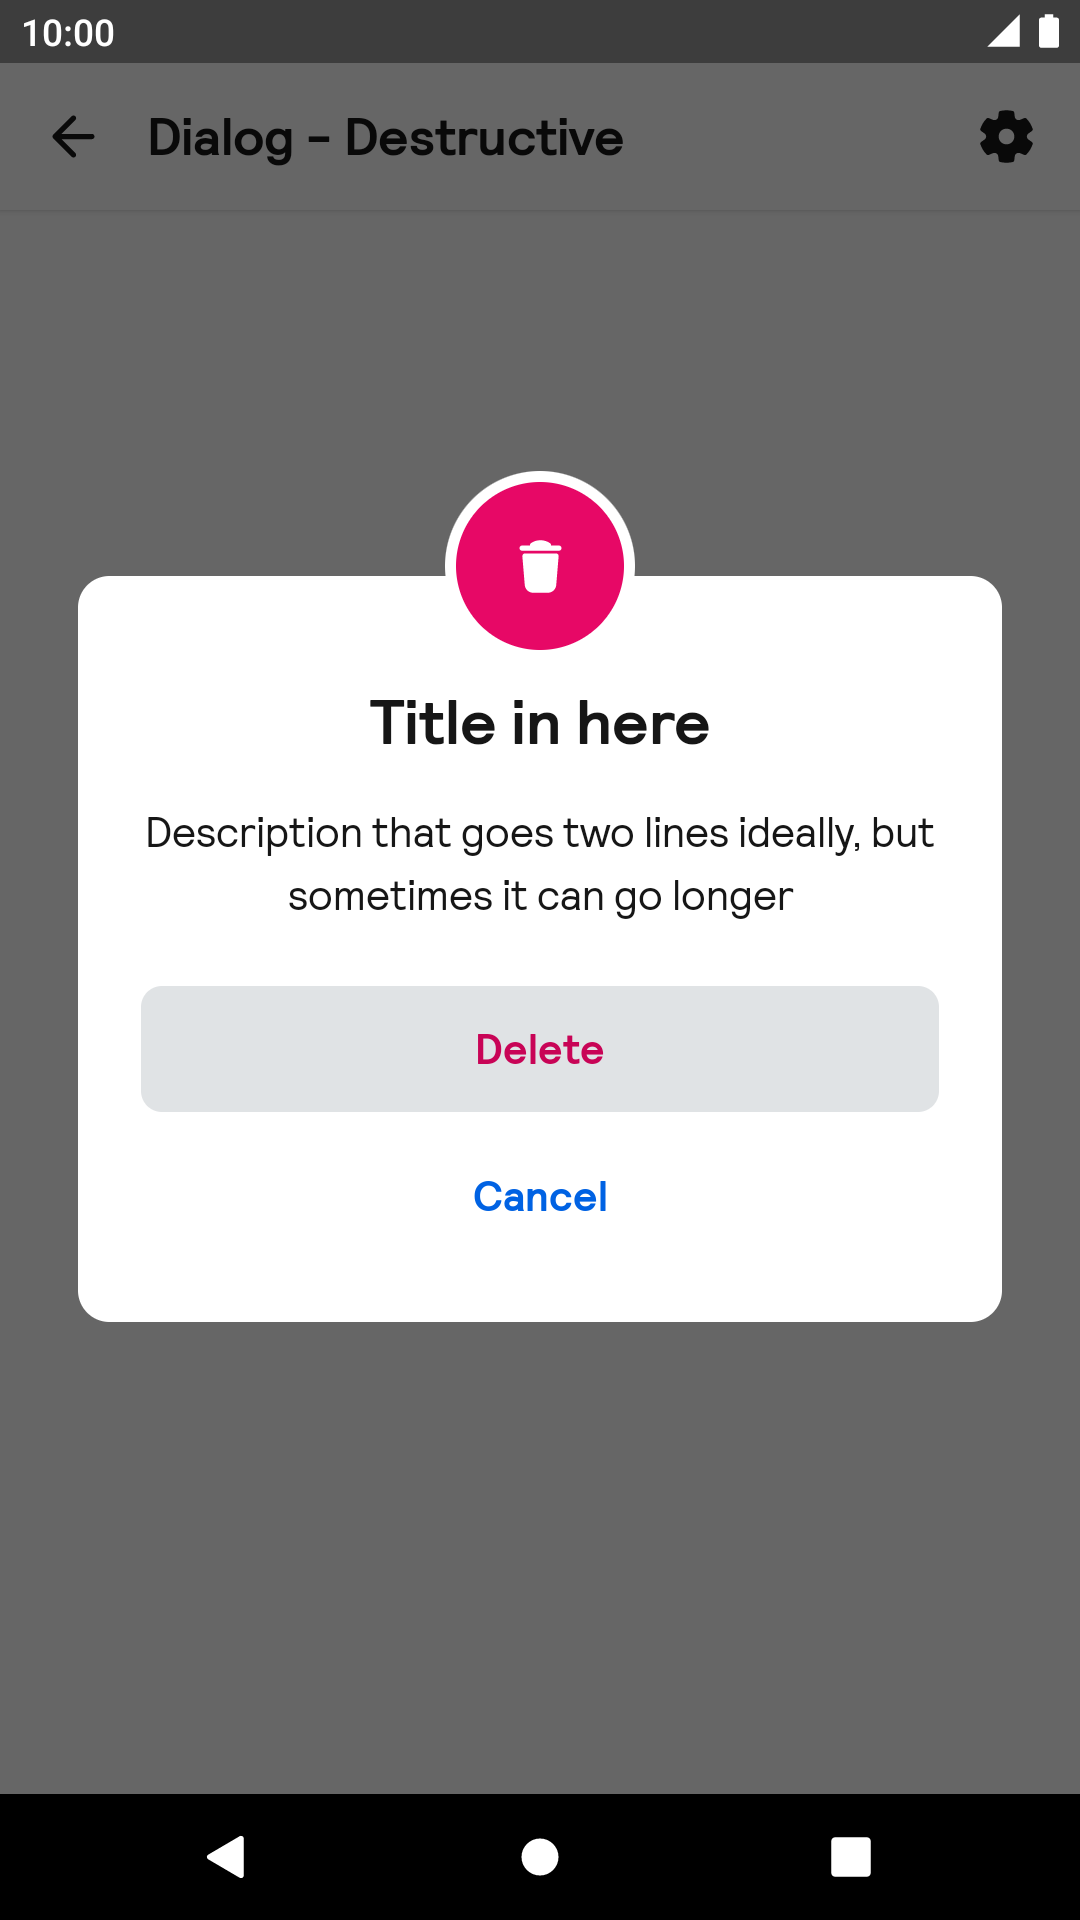 10:00
Dialog - Destructive
Title in here
Description that goes two lines ideally, but
sometimes it can go longer
Delete
Cancel